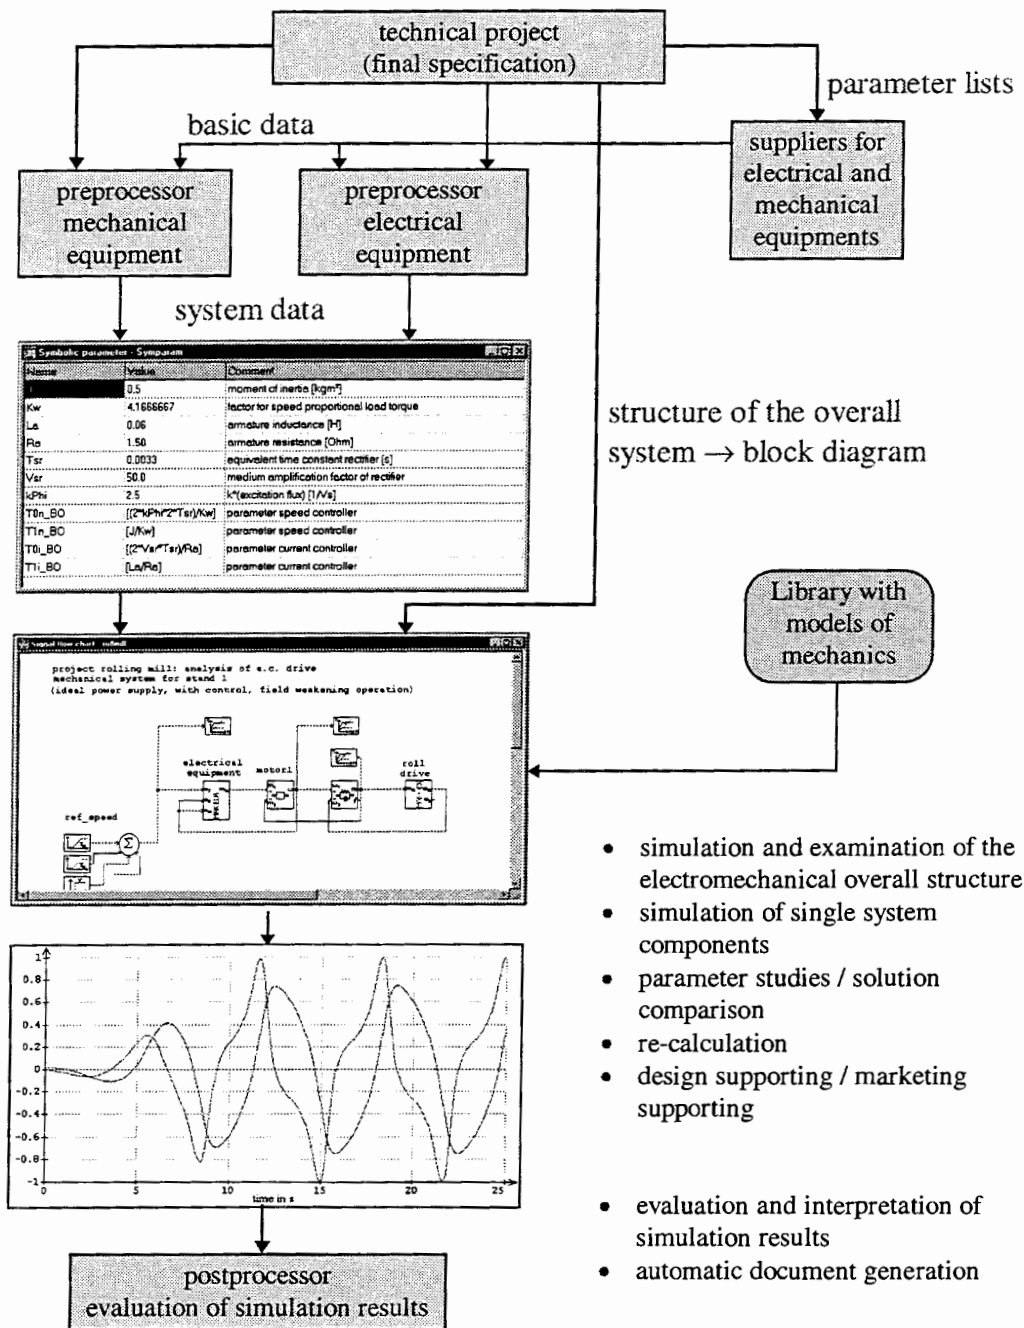 technical project
(final specification)
parameter lists
basic data
suppliers for
electrical and
mechanical
equipments
preprocessor
mechanical
equipment
preprocessor
electrical
equipment
system data
Symbolic parameter - Symparam
Name Value Comment
0.5 moment of inertia [kgm²]
Kw 4.1666667 factor for speed proportional load torque
La 0.06 armature inductance [H]
Ra 1.50 armature resistance [Ohm]
Tsr 0.0033 equivalent time constant rectifier [s]
Vsr 50.0 medium amplification factor of rectifier
kPhi 2.5 k*(excitation flux) [1/Vs]
T0n_BO [(2*kPhi*2*Tsr)/Kw] parameter speed controller
T1n_BO [J/Kw] parameter speed controller
T0i_BO [(2*Vsr*Tsr)/Ra] parameter current controller
T1i_BO [La/Ra] parameter current controller
structure of the overall
system → block diagram
Library with
models of
mechanics
Signal flow chart -
project rolling mill: analysis of a.c. drive
mechanical system for stand 1
(ideal power supply, with control, field weakening operation)
electrical
equipment
motor1
roll
drive
ref_speed
Σ
• simulation and examination of the
electromechanical overall structure
• simulation of single system
components
• parameter studies / solution
comparison
• re-calculation
• design supporting / marketing
supporting
1
0.8
0.6
0.4
0.2
0
-0.2
-0.4
-0.6
-0.8
-1
0 5 10 15 20 25
time in s
• evaluation and interpretation of
simulation results
• automatic document generation
postprocessor
evaluation of simulation results